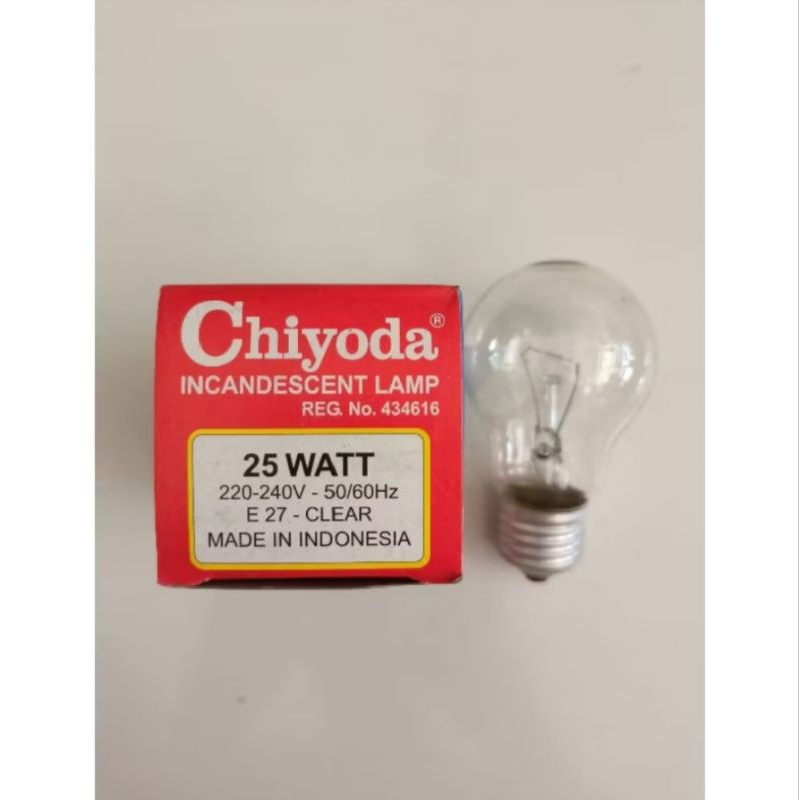 Chiyoda®
INCANDESCENT LAMP
REG. No. 434616
25 WATT
220-240V - 50/60Hz
E 27 - CLEAR
MADE IN INDONESIA